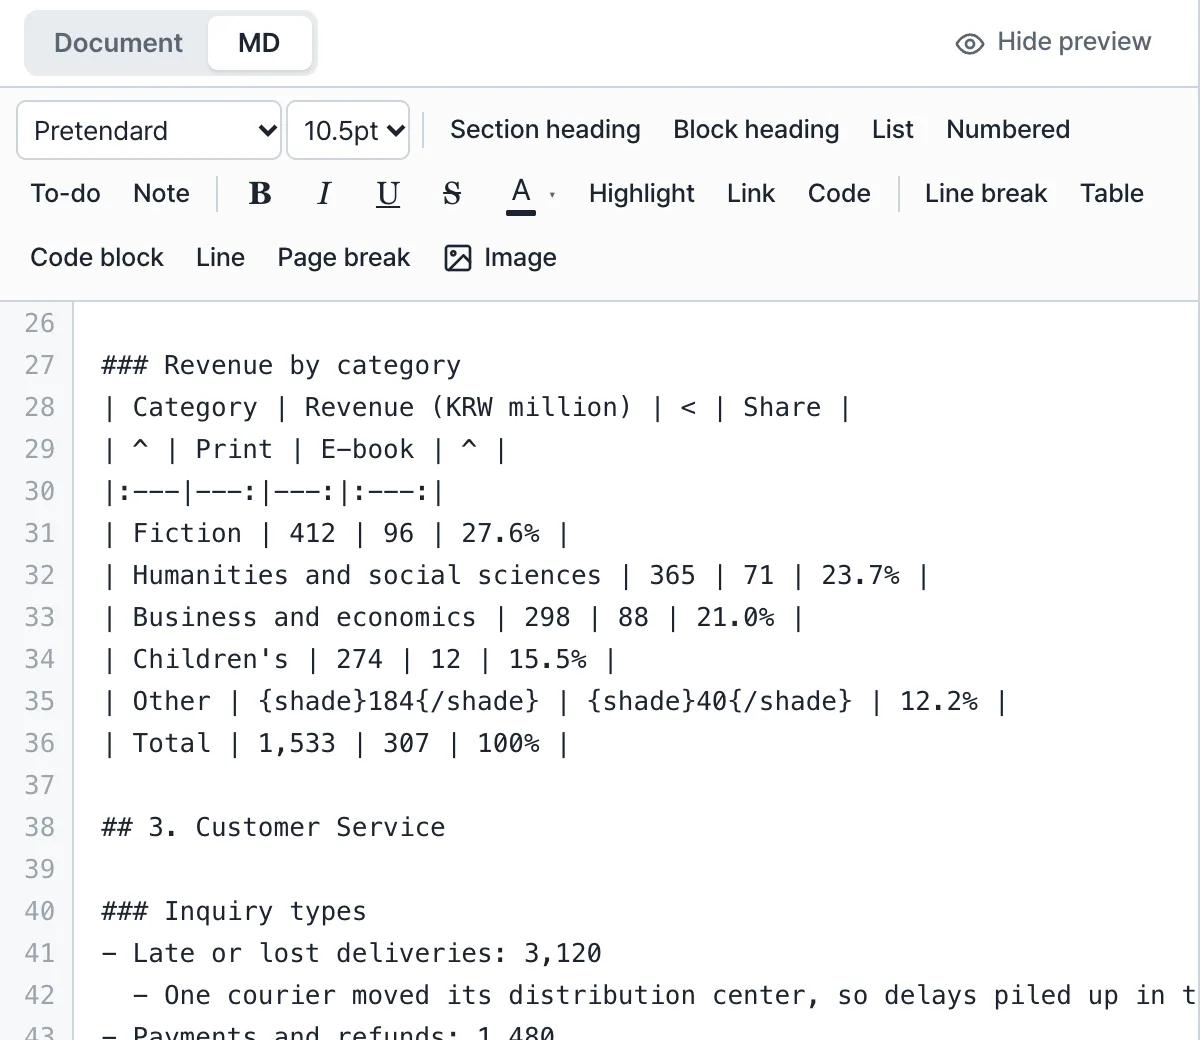 Document MD Hide preview
Pretendard 10.5pt Section heading Block heading List Numbered
To-do Note B I U S A Highlight Link Code Line break Table
Code block Line Page break Image
26
27 ### Revenue by category
28 | Category | Revenue (KRW million) | < | Share |
29 | ^ | Print | E-book | ^ |
30 |:---|---:|---:|:---:|
31 | Fiction | 412 | 96 | 27.6% |
32 | Humanities and social sciences | 365 | 71 | 23.7% |
33 | Business and economics | 298 | 88 | 21.0% |
34 | Children's | 274 | 12 | 15.5% |
35 | Other | {shade}184{/shade} | {shade}40{/shade} | 12.2% |
36 | Total | 1,533 | 307 | 100% |
37
38 ## 3. Customer Service
39
40 ### Inquiry types
41 - Late or lost deliveries: 3,120
42   - One courier moved its distribution center, so delays piled up in t
43 - Payments and refunds: 1,480